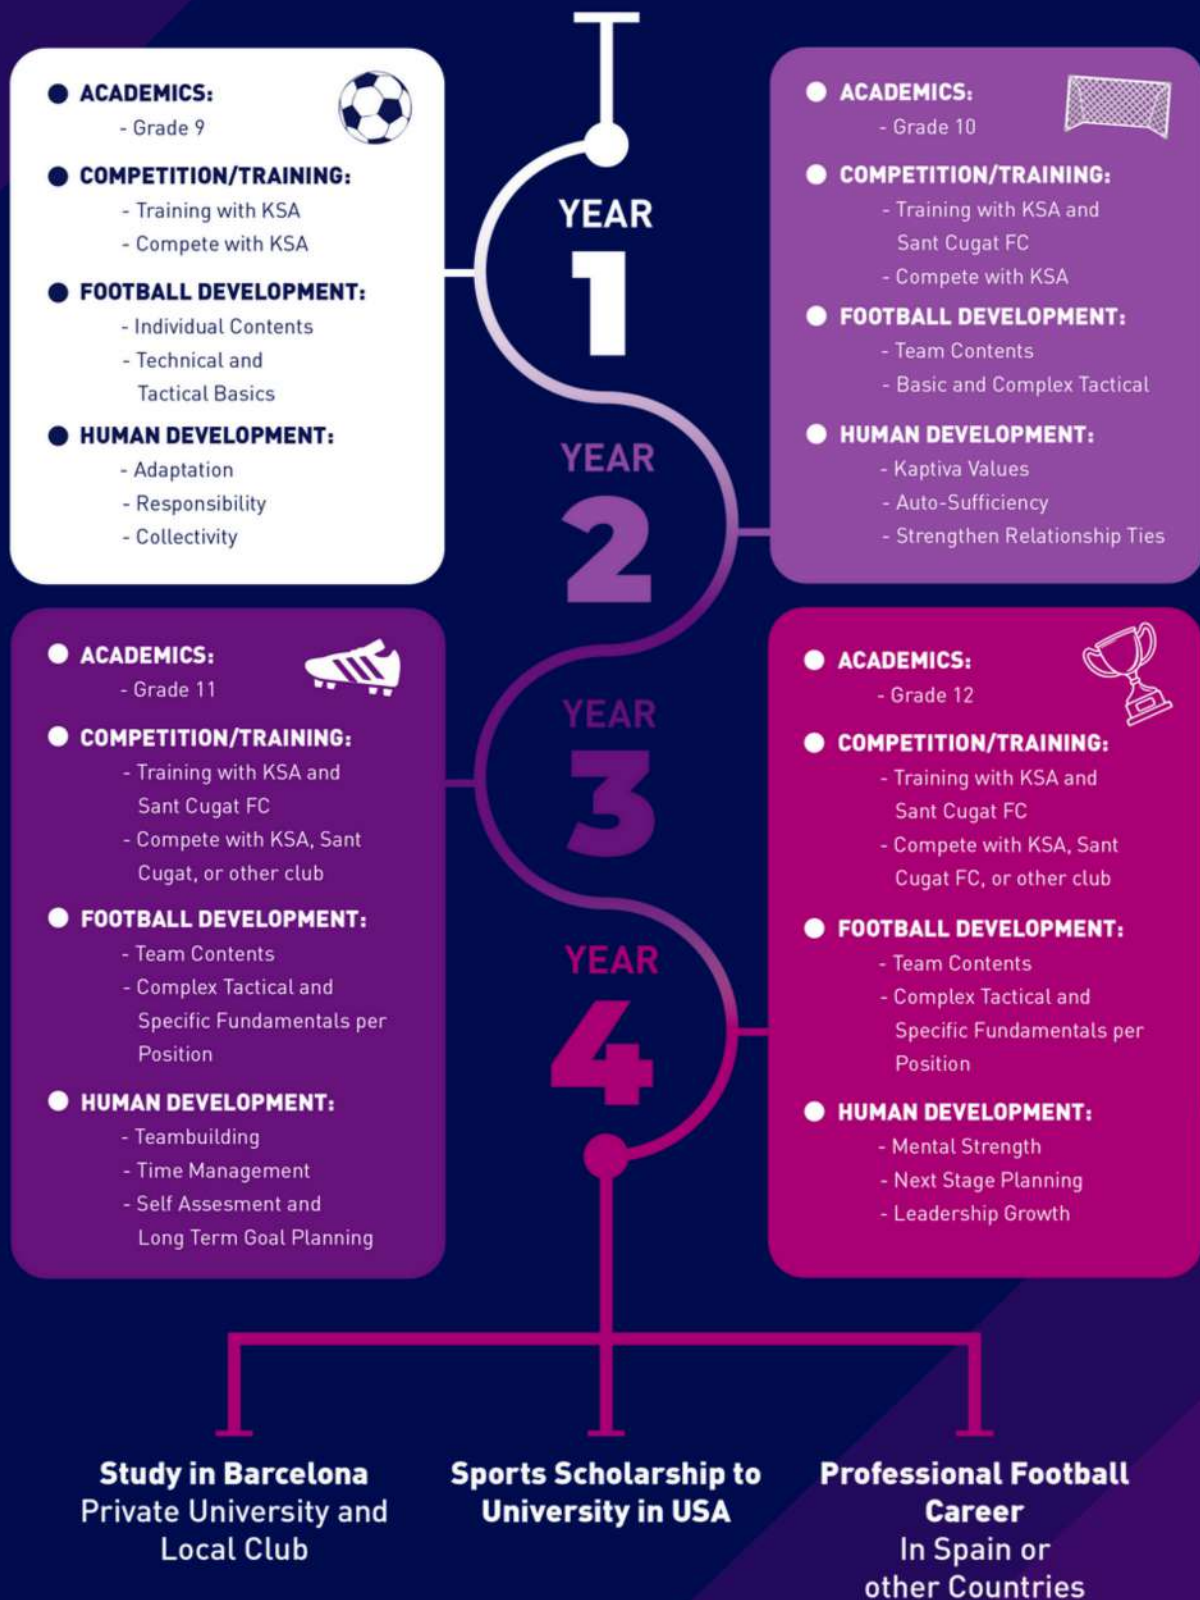 YEAR
1
● ACADEMICS:
- Grade 9
● COMPETITION/TRAINING:
- Training with KSA
- Compete with KSA
● FOOTBALL DEVELOPMENT:
- Individual Contents
- Technical and
Tactical Basics
● HUMAN DEVELOPMENT:
- Adaptation
- Responsibility
- Collectivity
YEAR
2
● ACADEMICS:
- Grade 10
● COMPETITION/TRAINING:
- Training with KSA and
Sant Cugat FC
- Compete with KSA
● FOOTBALL DEVELOPMENT:
- Team Contents
- Basic and Complex Tactical
● HUMAN DEVELOPMENT:
- Kaptiva Values
- Auto-Sufficiency
- Strengthen Relationship Ties
YEAR
3
● ACADEMICS:
- Grade 11
● COMPETITION/TRAINING:
- Training with KSA and
Sant Cugat FC
- Compete with KSA, Sant
Cugat, or other club
● FOOTBALL DEVELOPMENT:
- Team Contents
- Complex Tactical and
Specific Fundamentals per
Position
● HUMAN DEVELOPMENT:
- Teambuilding
- Time Management
- Self Assesment and
Long Term Goal Planning
YEAR
4
● ACADEMICS:
- Grade 12
● COMPETITION/TRAINING:
- Training with KSA and
Sant Cugat FC
- Compete with KSA, Sant
Cugat FC, or other club
● FOOTBALL DEVELOPMENT:
- Team Contents
- Complex Tactical and
Specific Fundamentals per
Position
● HUMAN DEVELOPMENT:
- Mental Strength
- Next Stage Planning
- Leadership Growth
Study in Barcelona
Private University and
Local Club
Sports Scholarship to
University in USA
Professional Football
Career
In Spain or
other Countries